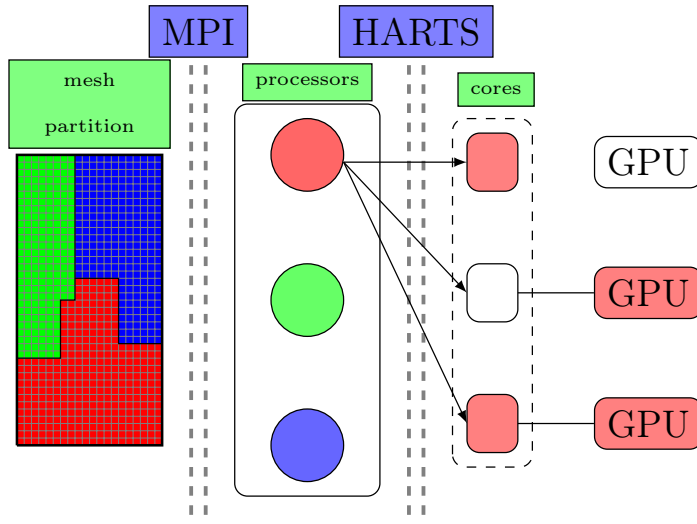 MPI
HARTS
mesh
partition
processors
cores
GPU
GPU
GPU